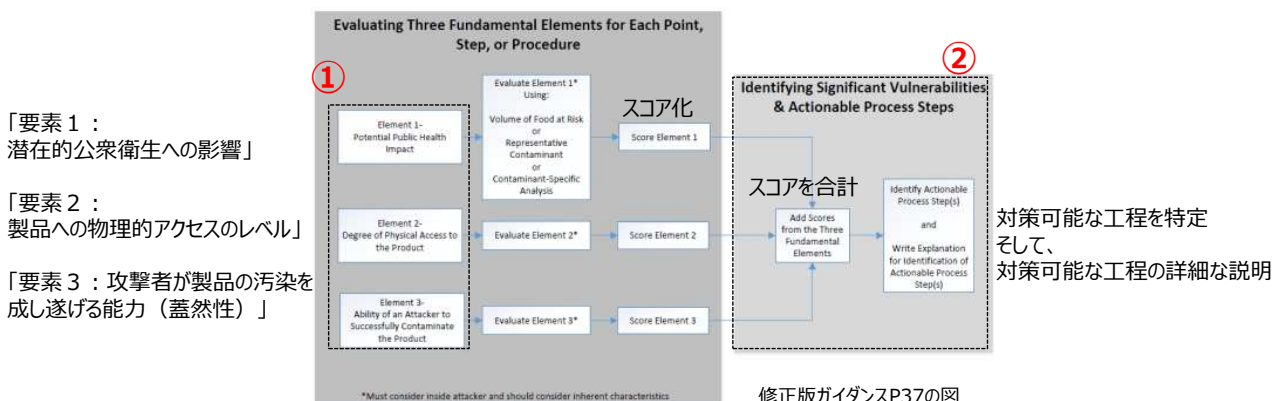 Evaluating Three Fundamental Elements for Each Point,
Step, or Procedure
①
「要素1:
潜在的公衆衛生への影響」
「要素2:
製品への物理的アクセスのレベル」
「要素3:攻撃者が製品の汚染を
成し遂げる能力(蓋然性)」
Element 1-
Potential Public Health
Impact
Evaluate Element 1*
Using:
Volume of Food at Risk
or
Representative
Contaminant
or
Contaminant-Specific
Analysis
スコア化
Score Element 1
Element 2-
Degree of Physical Access to
the Product
Evaluate Element 2*
Score Element 2
Element 3-
Ability of an Attacker to
Successfully Contaminate
the Product
Evaluate Element 3*
Score Element 3
*Must consider inside attacker and should consider inherent characteristics
②
Identifying Significant Vulnerabilities
& Actionable Process Steps
スコアを合計
Add Scores
from the Three
Fundamental
Elements
Identify Actionable
Process Step(s)
and
Write Explanation
for Identification of
Actionable Process
Step(s)
対策可能な工程を特定
そして、
対策可能な工程の詳細な説明
修正版ガイダンスP37の図